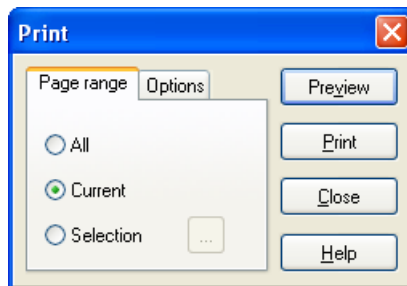 Print
Page range
Options
Preview
All
Print
Current
Close
Selection
...
Help